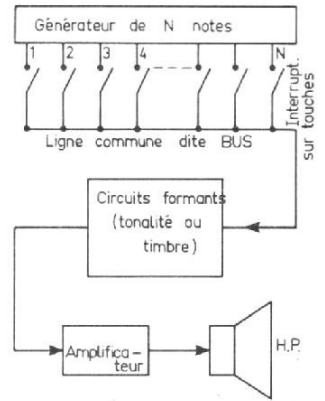 Générateur de N notes
1 2 3 4 N
Interrupt.
sur touches
Ligne commune dite BUS
Circuits formants
(tonalité ou
timbre)
Amplifica-
teur
H.P.